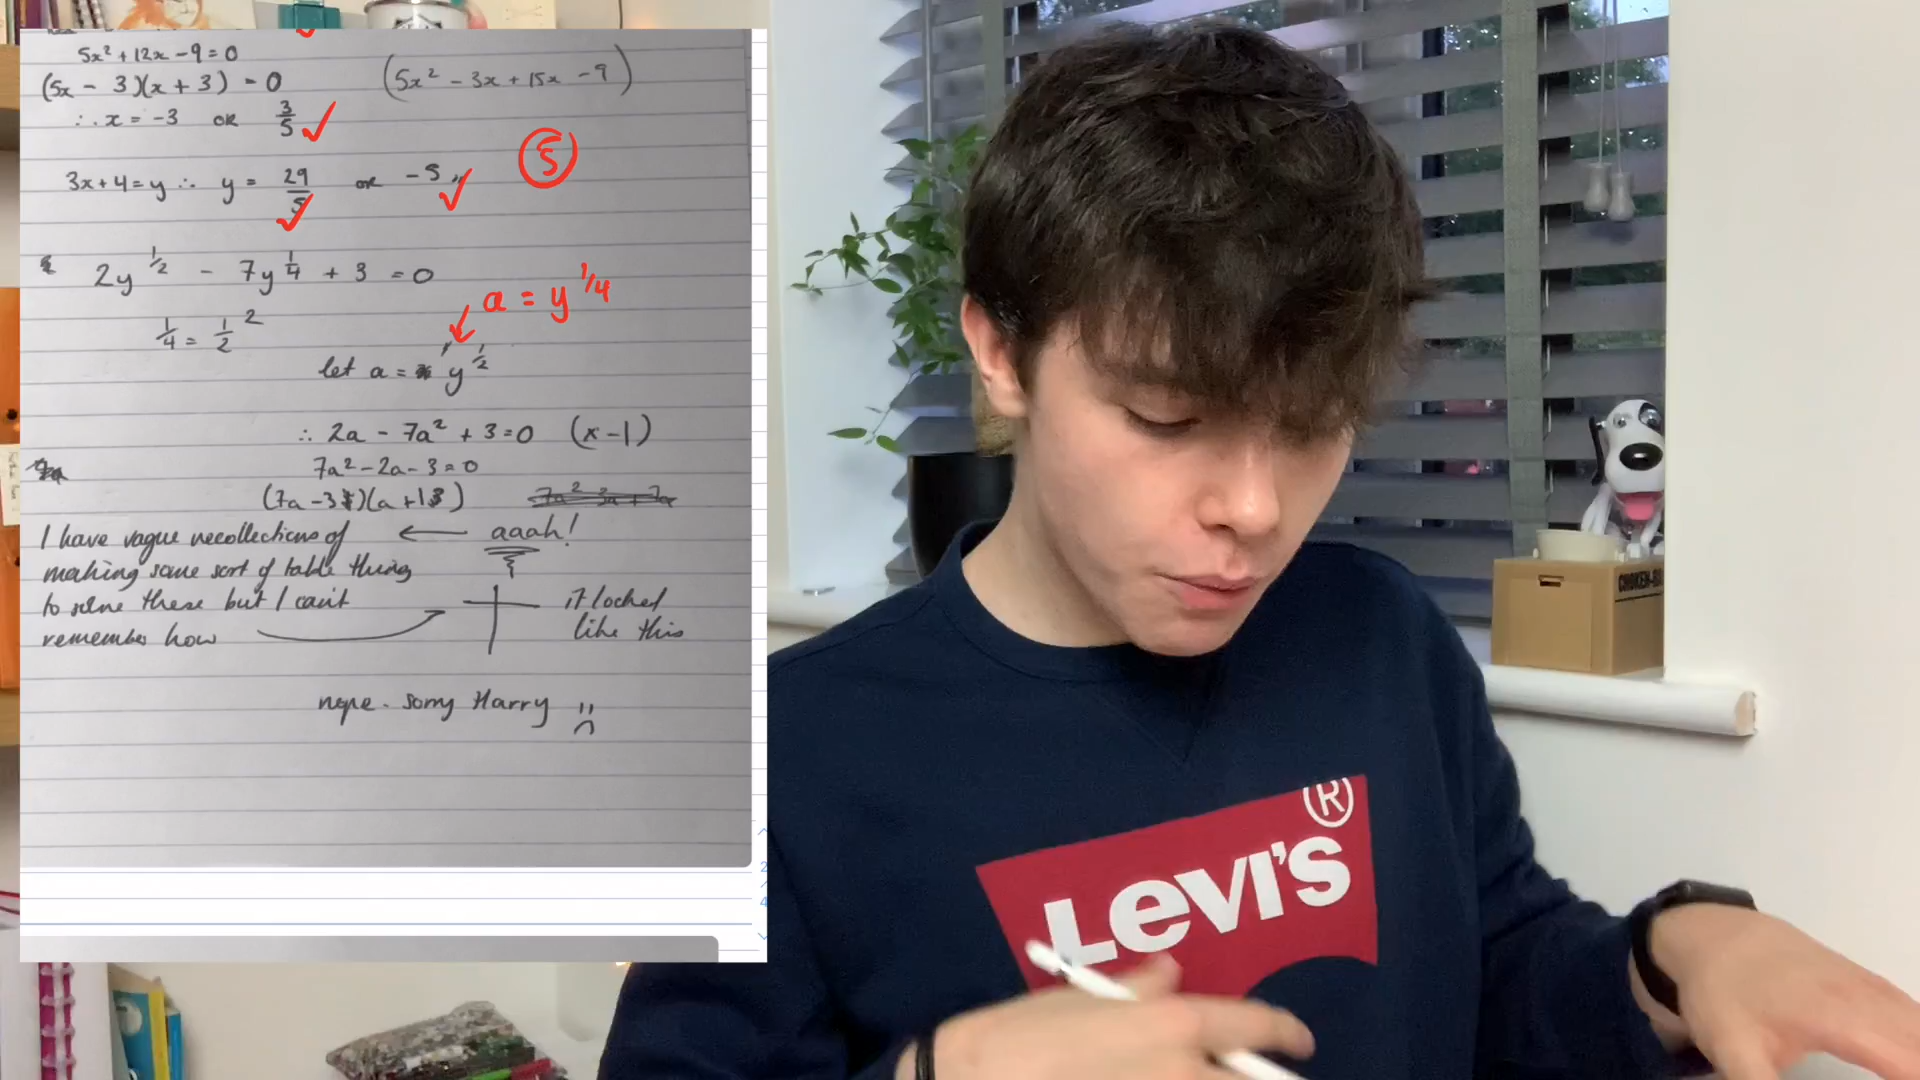 5x² + 12x - 9 = 0
(5x - 3)(x + 3) = 0 (5x² - 3x + 15x - 9)
∴ x = -3 OR 3/5 ✓
3x + 4 = y ∴ y = 29/5 or -5 ✓ ✓ 5
2y^1/2 - 7y^1/4 + 3 = 0
a = y^1/4
1/4 = 1/2²
let a = y^1/2
∴ 2a - 7a² + 3 = 0 (x-1)
7a² - 2a - 3 = 0
I have vague recollections of ← aaah!
making some sort of table thing
to solve these but I can't
remember how
it looked
like this
nope. sorry Harry
LEVI'S ®
CHOKEN-BA